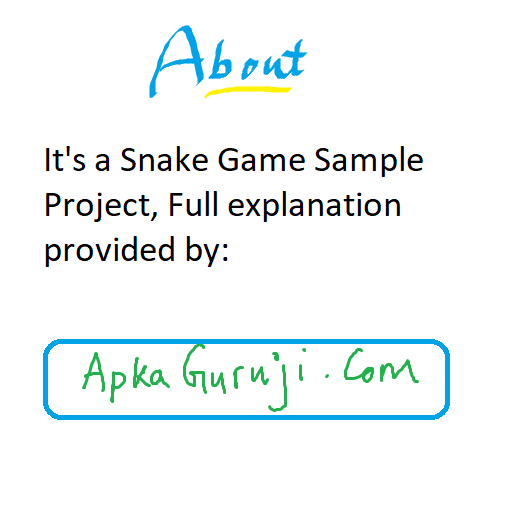 About
It's a Snake Game Sample
Project, Full explanation
provided by:
ApkaGuruji.Com